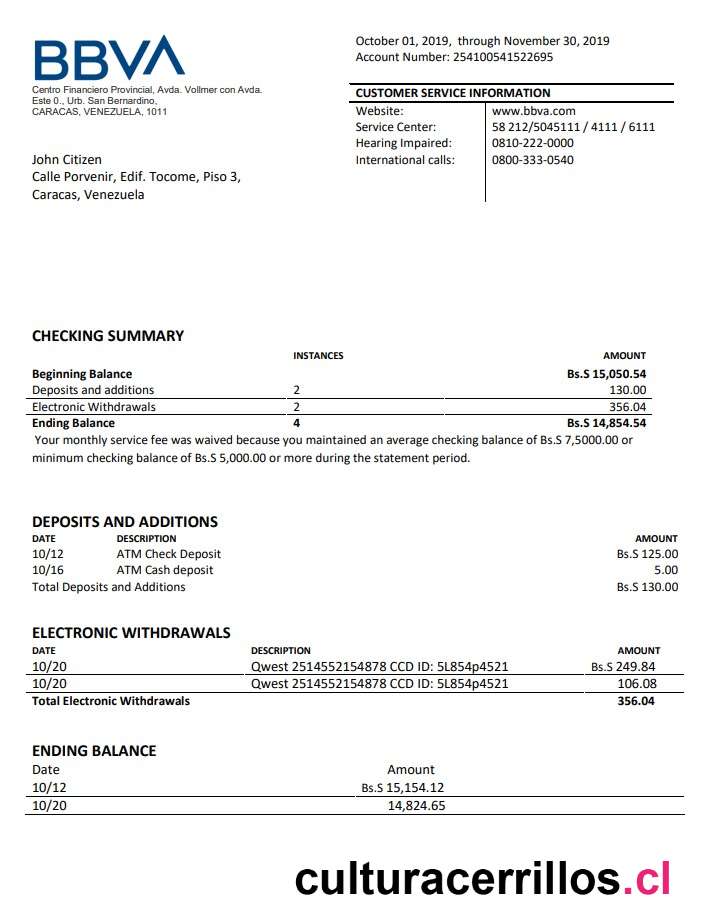 BBVA
Centro Financiero Provincial, Avda. Vollmer con Avda.
Este 0., Urb. San Bernardino,
CARACAS, VENEZUELA, 1011
October 01, 2019, through November 30, 2019
Account Number: 254100541522695
CUSTOMER SERVICE INFORMATION
Website: www.bbva.com
Service Center: 58 212/5045111 / 4111 / 6111
Hearing Impaired: 0810-222-0000
International calls: 0800-333-0540
John Citizen
Calle Porvenir, Edif. Tocome, Piso 3,
Caracas, Venezuela
CHECKING SUMMARY
INSTANCES AMOUNT
Beginning Balance Bs.S 15,050.54
Deposits and additions 2 130.00
Electronic Withdrawals 2 356.04
Ending Balance 4 Bs.S 14,854.54
Your monthly service fee was waived because you maintained an average checking balance of Bs.S 7,5000.00 or
minimum checking balance of Bs.S 5,000.00 or more during the statement period.
DEPOSITS AND ADDITIONS
DATE DESCRIPTION AMOUNT
10/12 ATM Check Deposit Bs.S 125.00
10/16 ATM Cash deposit 5.00
Total Deposits and Additions Bs.S 130.00
ELECTRONIC WITHDRAWALS
DATE DESCRIPTION AMOUNT
10/20 Qwest 2514552154878 CCD ID: 5L854p4521 Bs.S 249.84
10/20 Qwest 2514552154878 CCD ID: 5L854p4521 106.08
Total Electronic Withdrawals 356.04
ENDING BALANCE
Date Amount
10/12 Bs.S 15,154.12
10/20 14,824.65
culturacerrillos.cl